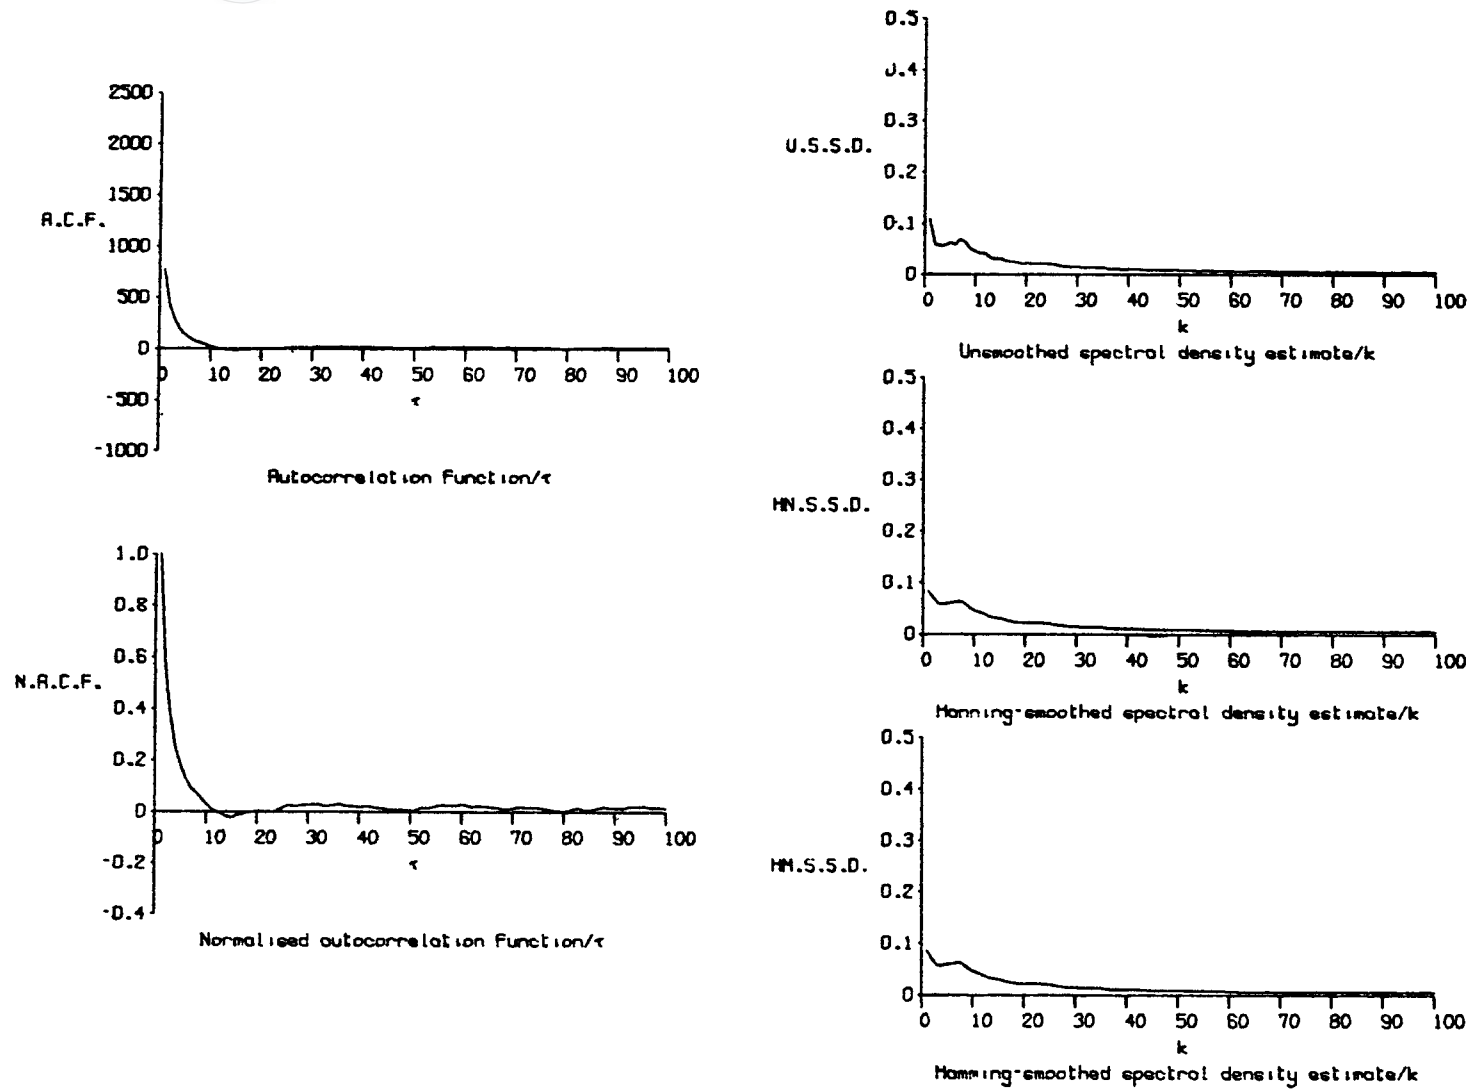 2500
2000
1500
A.C.F.
1000
500
0
0 10 20 30 40 50 60 70 80 90 100
-500
τ
-1000
Autocorrelation function/τ
1.0
0.8
0.6
N.A.C.F.
0.4
0.2
0
0 10 20 30 40 50 60 70 80 90 100
-0.2
τ
-0.4
Normalised autocorrelation function/τ
0.5
0.4
0.3
U.S.S.D.
0.2
0.1
0
0 10 20 30 40 50 60 70 80 90 100
k
Unsmoothed spectral density estimate/k
0.5
0.4
0.3
HN.S.S.D.
0.2
0.1
0
0 10 20 30 40 50 60 70 80 90 100
k
Hanning-smoothed spectral density estimate/k
0.5
0.4
0.3
HM.S.S.D.
0.2
0.1
0
0 10 20 30 40 50 60 70 80 90 100
k
Hamming-smoothed spectral density estimate/k